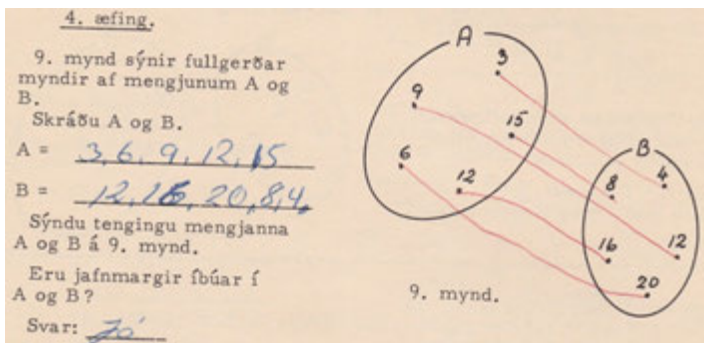 4. æfing.
9. mynd sýnir fullgerðar
myndir af mengjunum A og
B.
Skráðu A og B.
A = 3, 6, 9, 12, 15
B = 12, 16, 20, 8, 4.
Sýndu tengingu mengjanna
A og B á 9. mynd.
Eru jafnmargir íbúar í
A og B?
Svar: Já
A
3
9
15
6
12
B
8
4
16
12
20
9. mynd.